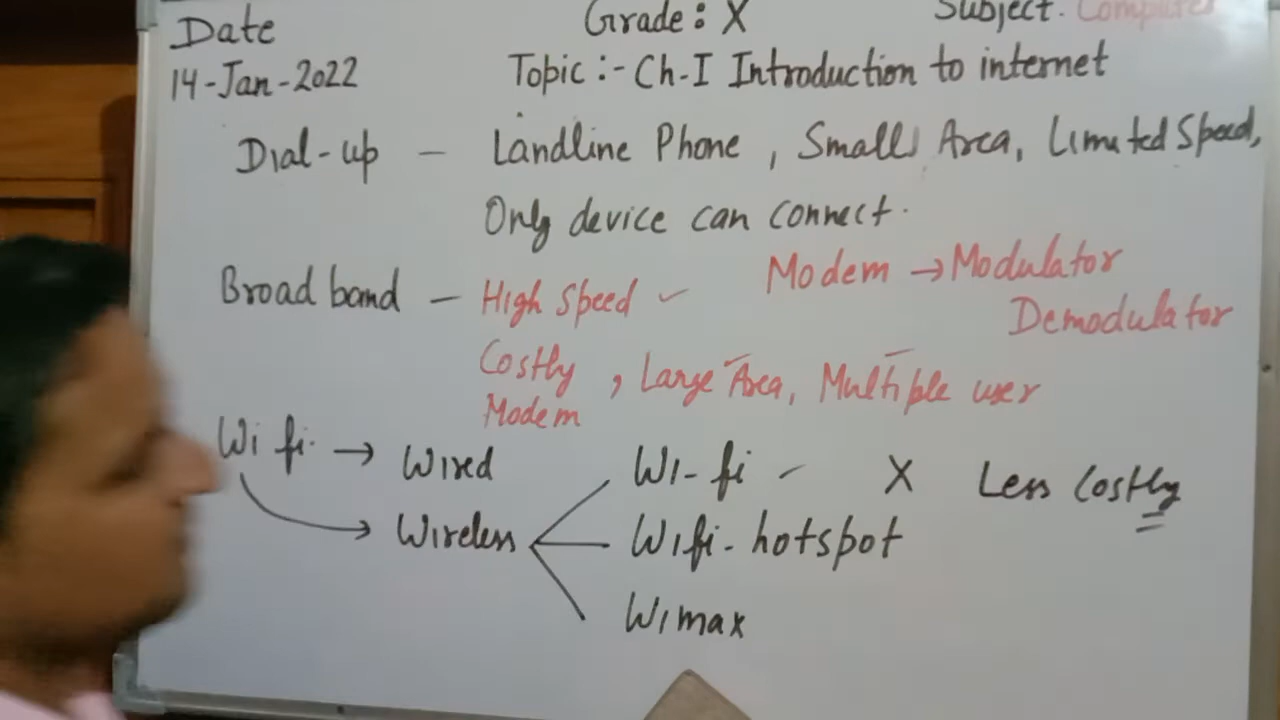 Date Grade: X Subject. Computer
14-Jan-2022 Topic :- Ch-I Introduction to internet
Dial-up - Landline Phone , Small Area, Limited Speed,
Only device can connect.
Broad band - High Speed ✓ Modem → Modulator
Demodulator
Costly , Large Area, Multiple user
Modem
Wi fi. → Wired Wi-fi - X Less Costly
→ Wireless Wifi- hotspot
Wimax